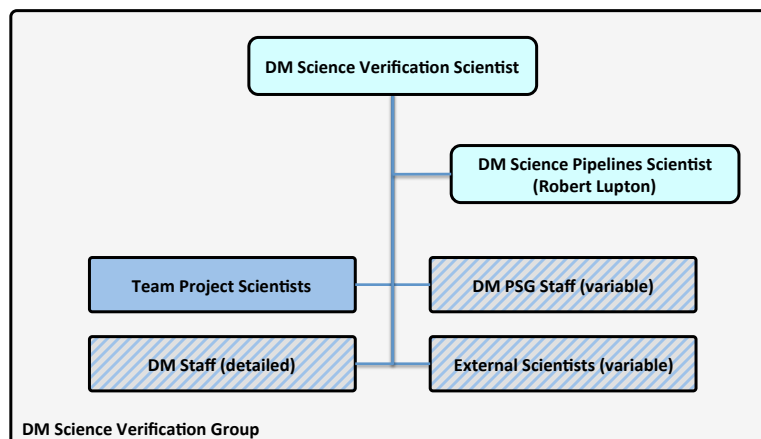 DM Science Verification Scientist
DM Science Pipelines Scientist
(Robert Lupton)
Team Project Scientists
DM PSG Staff (variable)
DM Staff (detailed)
External Scientists (variable)
DM Science Verification Group